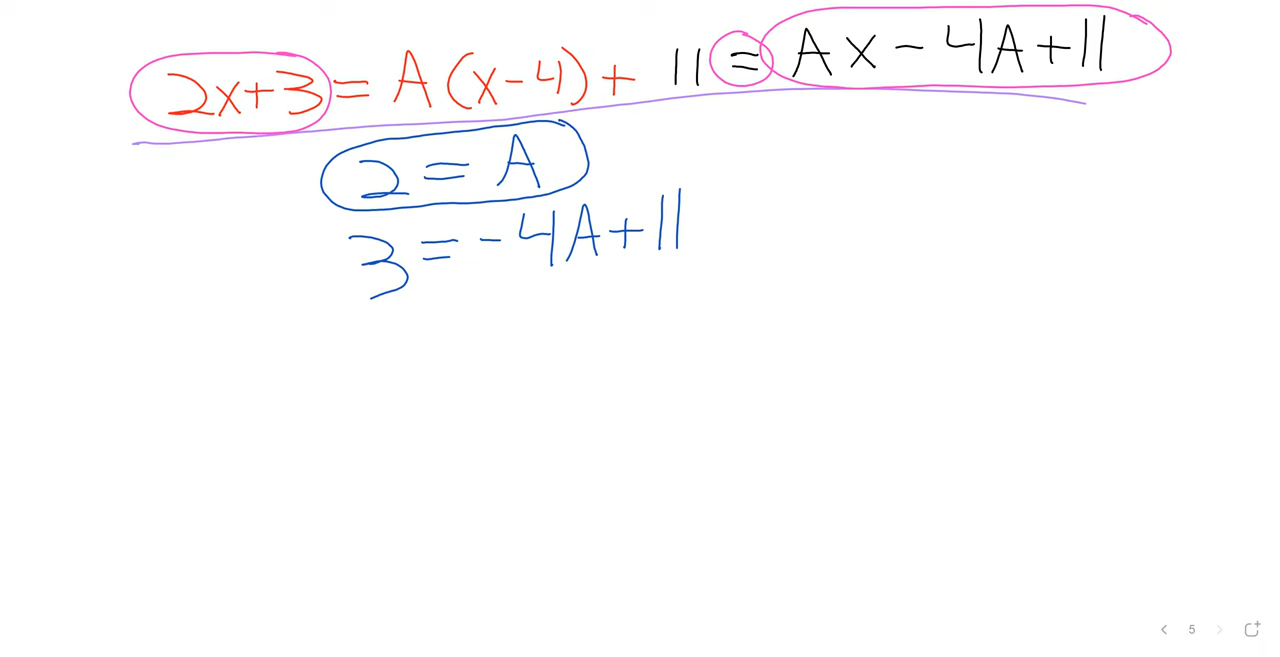 2x+3 = A(x-4) + 11 = Ax - 4A + 11
2 = A
3 = -4A + 11
5